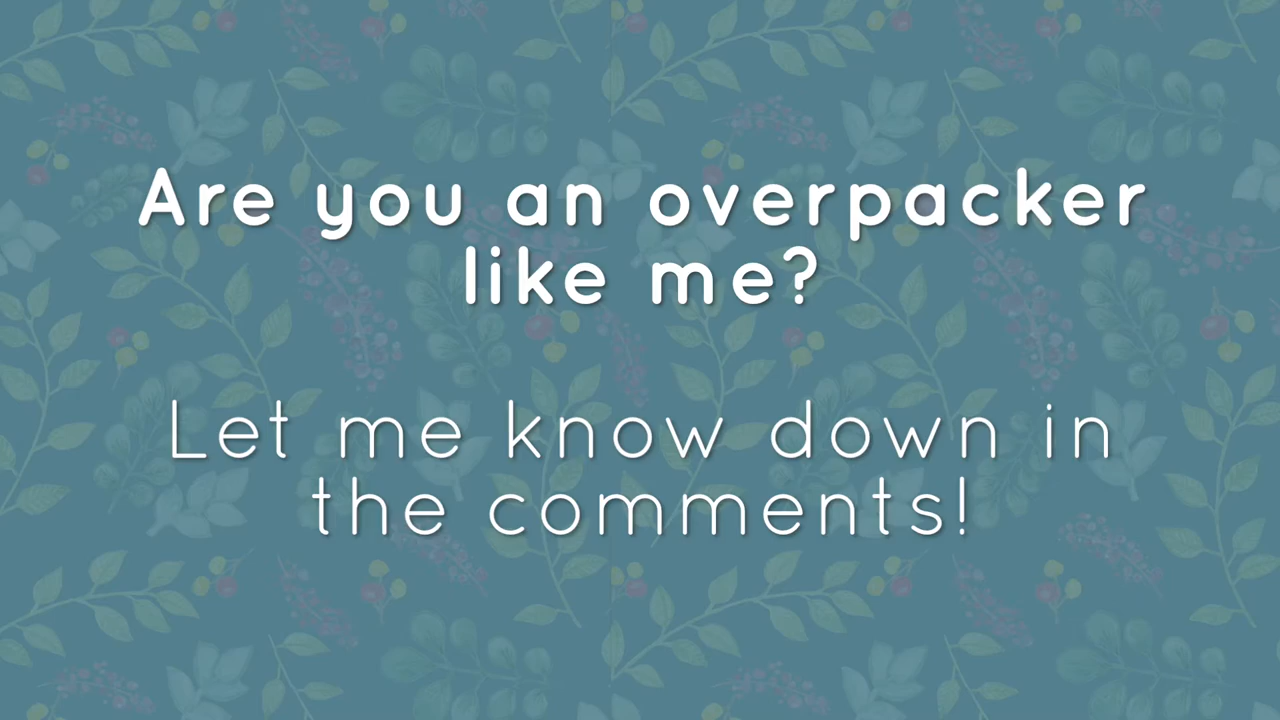 Are you an overpacker
like me?
Let me know down in
the comments!